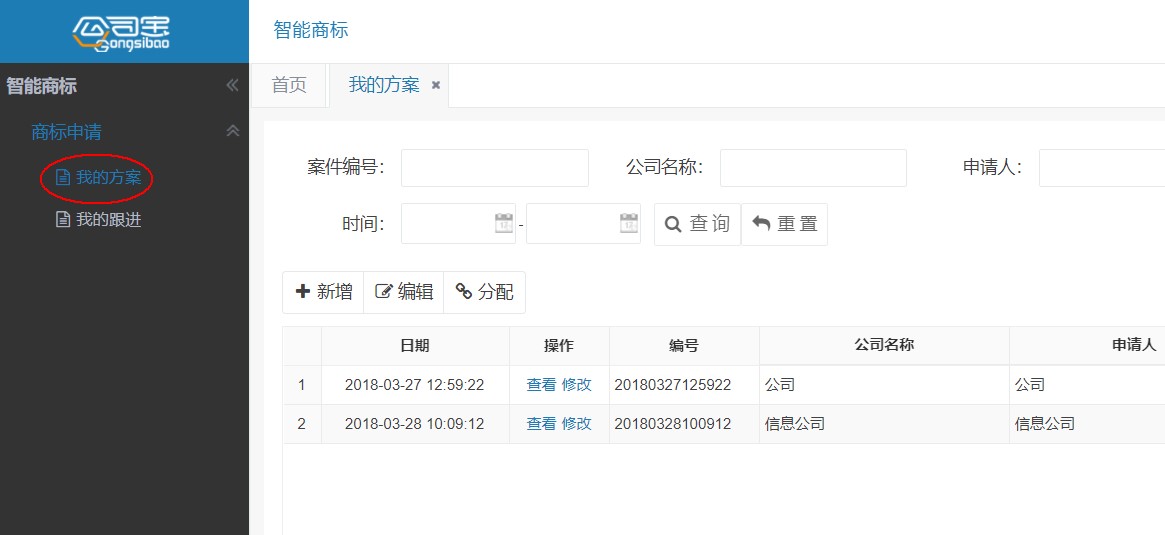 公司宝
Gongsibao
智能商标
智能商标
首页
我的方案
商标申请
我的方案
我的跟进
案件编号：
公司名称：
申请人：
时间：
-
查询
重置
新增
编辑
分配
日期 操作 编号 公司名称 申请人
1 2018-03-27 12:59:22 查看 修改 20180327125922 公司 公司
2 2018-03-28 10:09:12 查看 修改 20180328100912 信息公司 信息公司